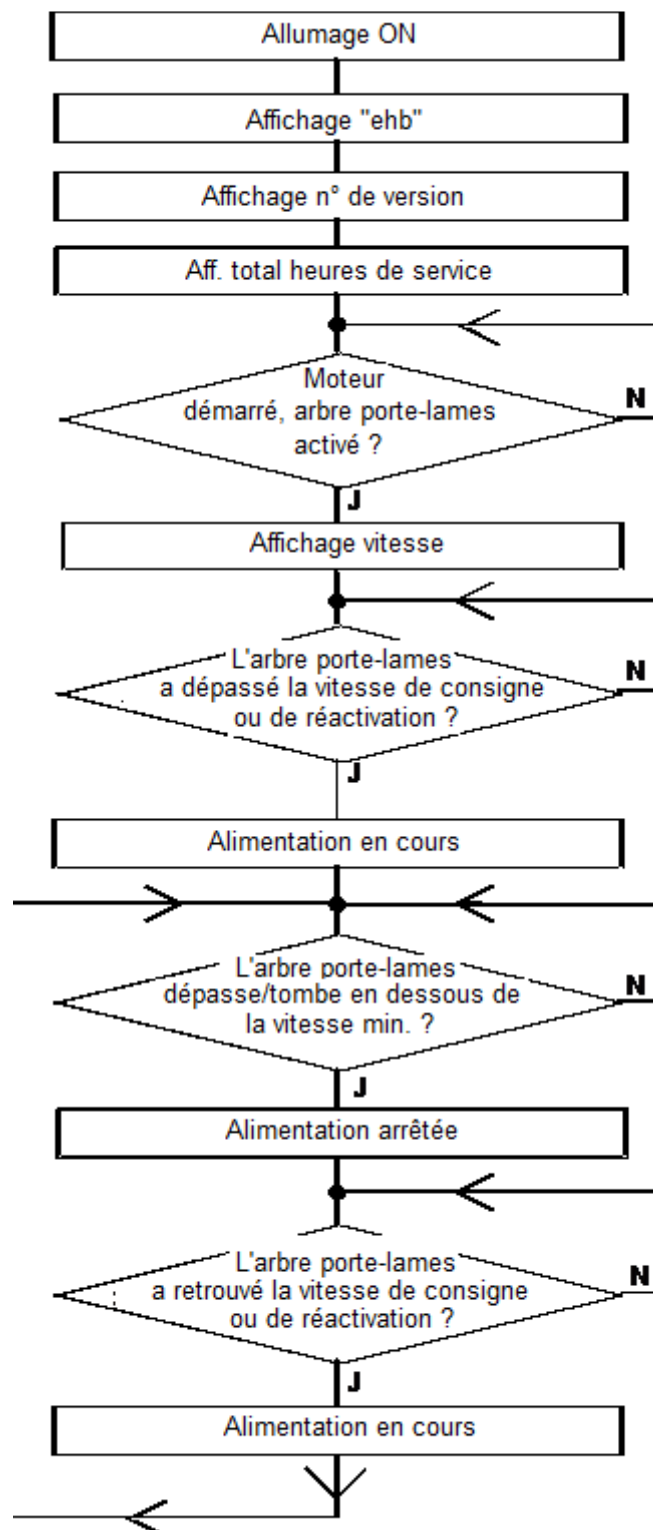 Allumage ON
Affichage "ehb"
Affichage n° de version
Aff. total heures de service
Moteur
démarré, arbre porte-lames
activé ?
N
J
Affichage vitesse
L'arbre porte-lames
a dépassé la vitesse de consigne
ou de réactivation ?
N
J
Alimentation en cours
L'arbre porte-lames
dépasse/tombe en dessous de
la vitesse min. ?
N
J
Alimentation arrêtée
L'arbre porte-lames
a retrouvé la vitesse de consigne
ou de réactivation ?
N
J
Alimentation en cours